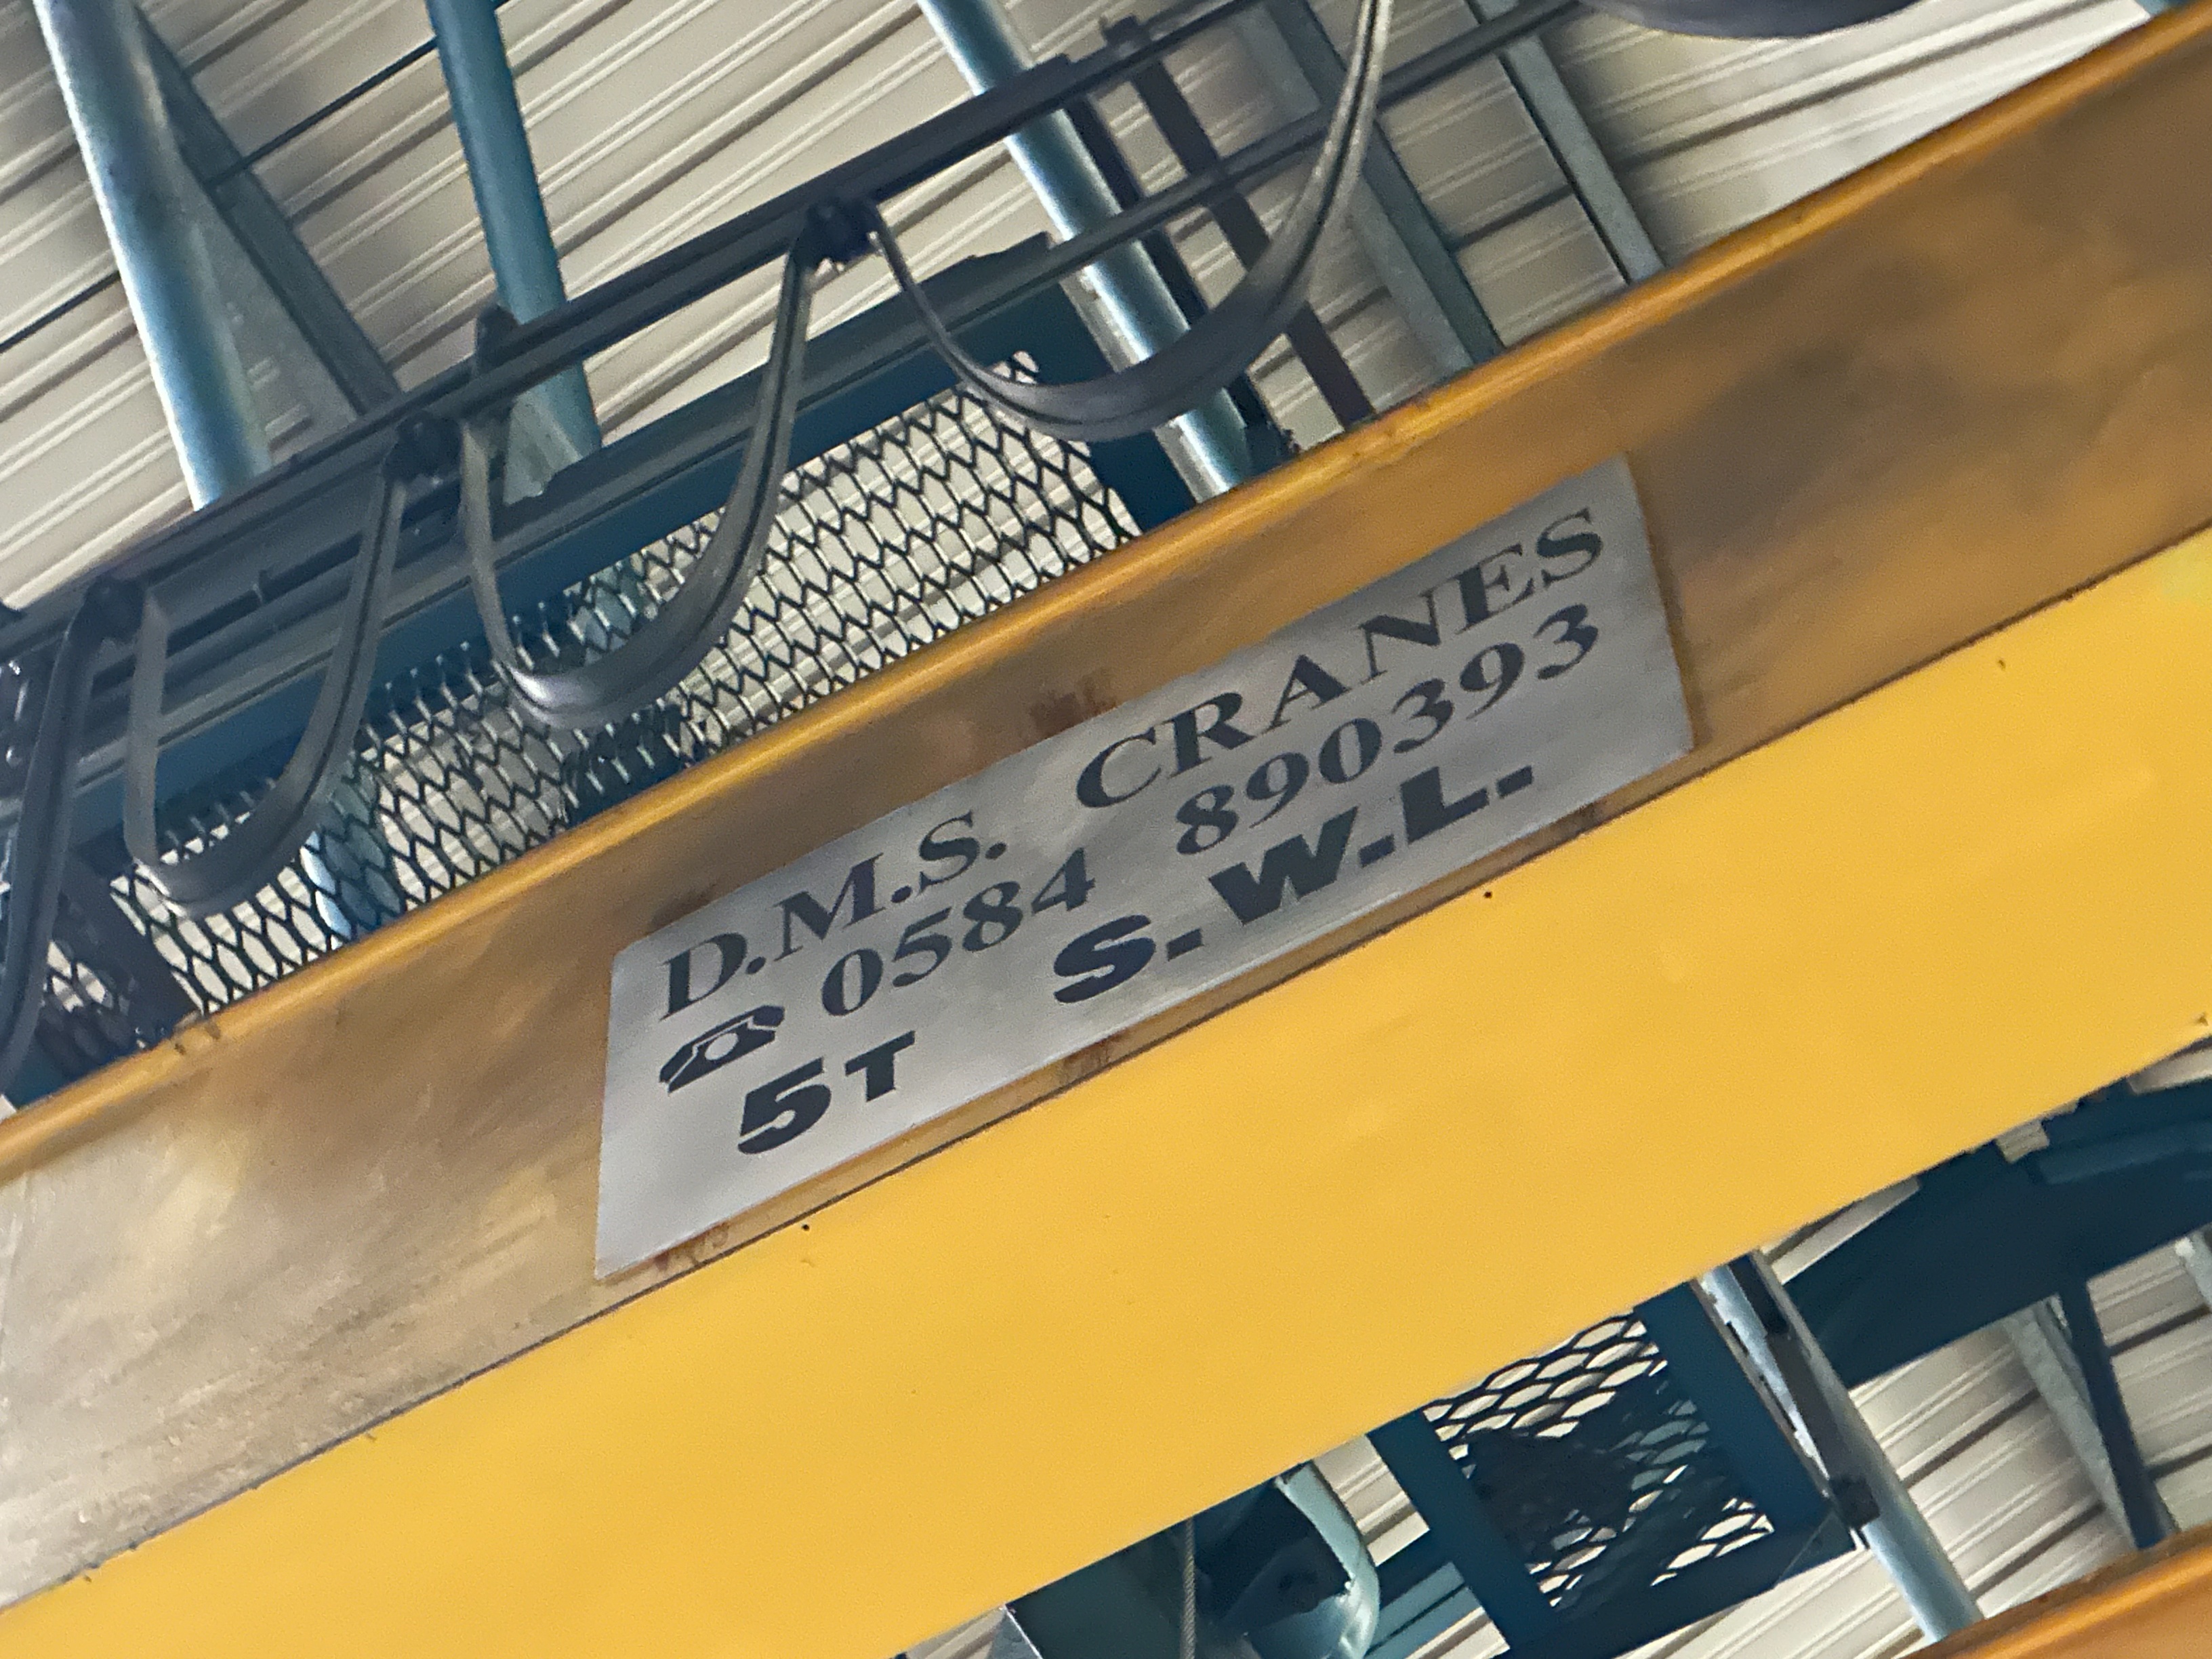 D.M.S. CRANES
☎ 0584 890393
5T S.W.L.